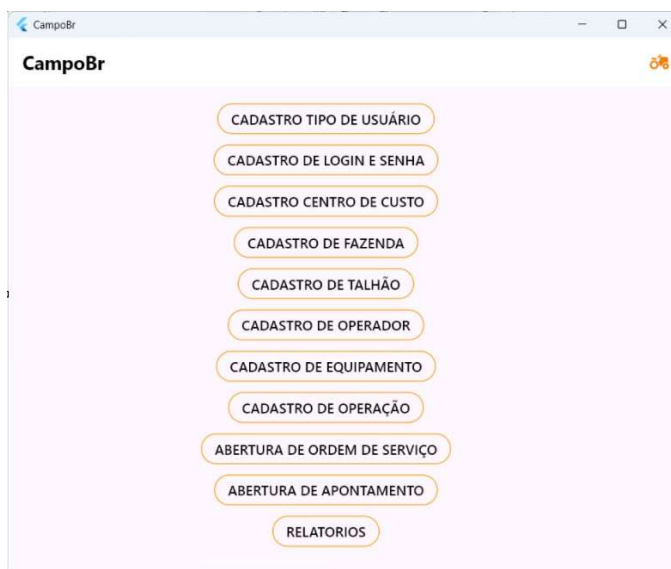 CampoBr
CampoBr
CADASTRO TIPO DE USUÁRIO
CADASTRO DE LOGIN E SENHA
CADASTRO CENTRO DE CUSTO
CADASTRO DE FAZENDA
CADASTRO DE TALHÃO
CADASTRO DE OPERADOR
CADASTRO DE EQUIPAMENTO
CADASTRO DE OPERAÇÃO
ABERTURA DE ORDEM DE SERVIÇO
ABERTURA DE APONTAMENTO
RELATORIOS